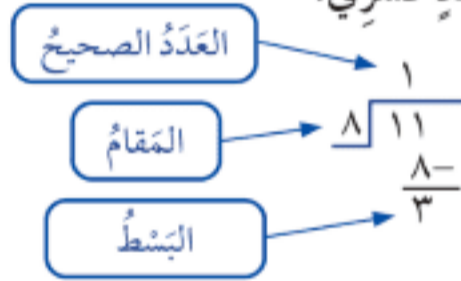 العَدَدُ الصحيحُ
١
المَقامُ
٨ ١١
٨−
٣
البَسْطُ